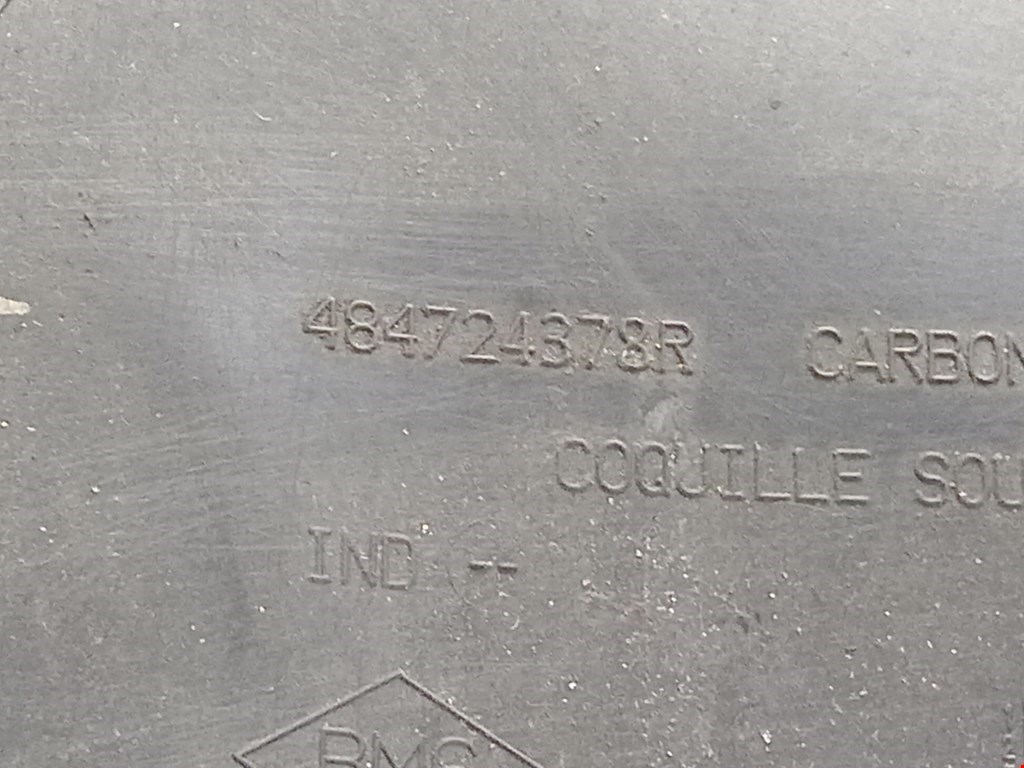 484724378R CARBON
COQUILLE SOU
IND --